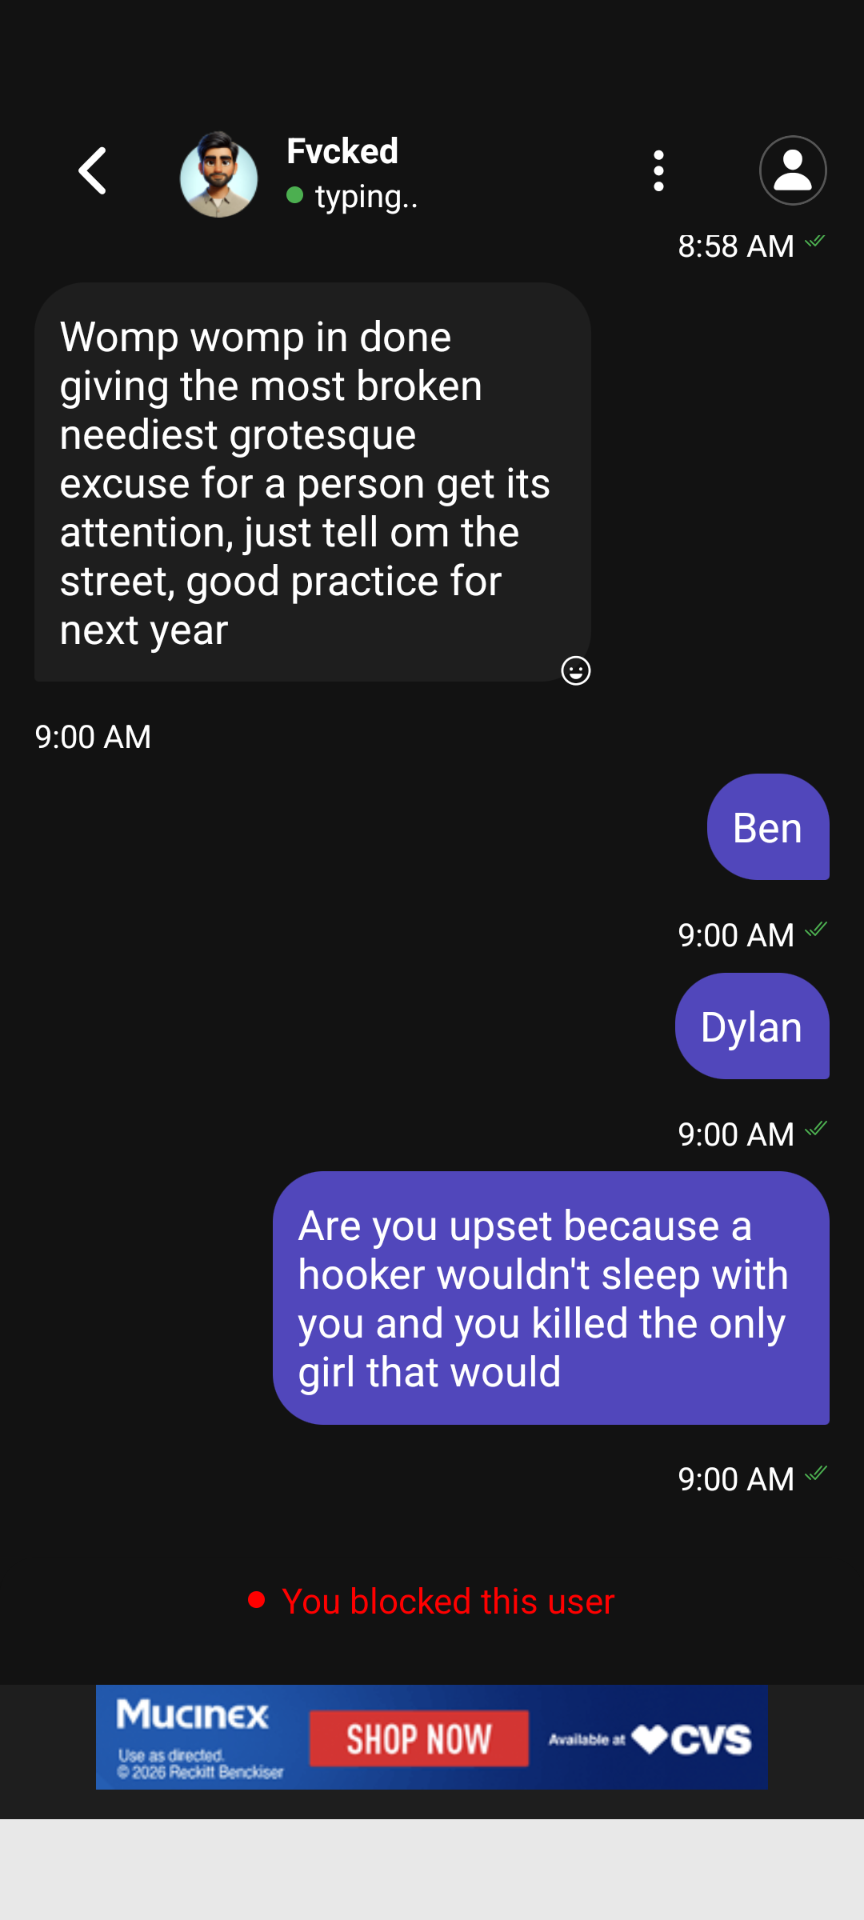 Fvcked
typing..
8:58 AM
Womp womp in done
giving the most broken
neediest grotesque
excuse for a person get its
attention, just tell om the
street, good practice for
next year
9:00 AM
Ben
9:00 AM
Dylan
9:00 AM
Are you upset because a
hooker wouldn't sleep with
you and you killed the only
girl that would
9:00 AM
You blocked this user
Mucinex
Use as directed.
© 2026 Reckitt Benckiser
SHOP NOW
Available at CVS